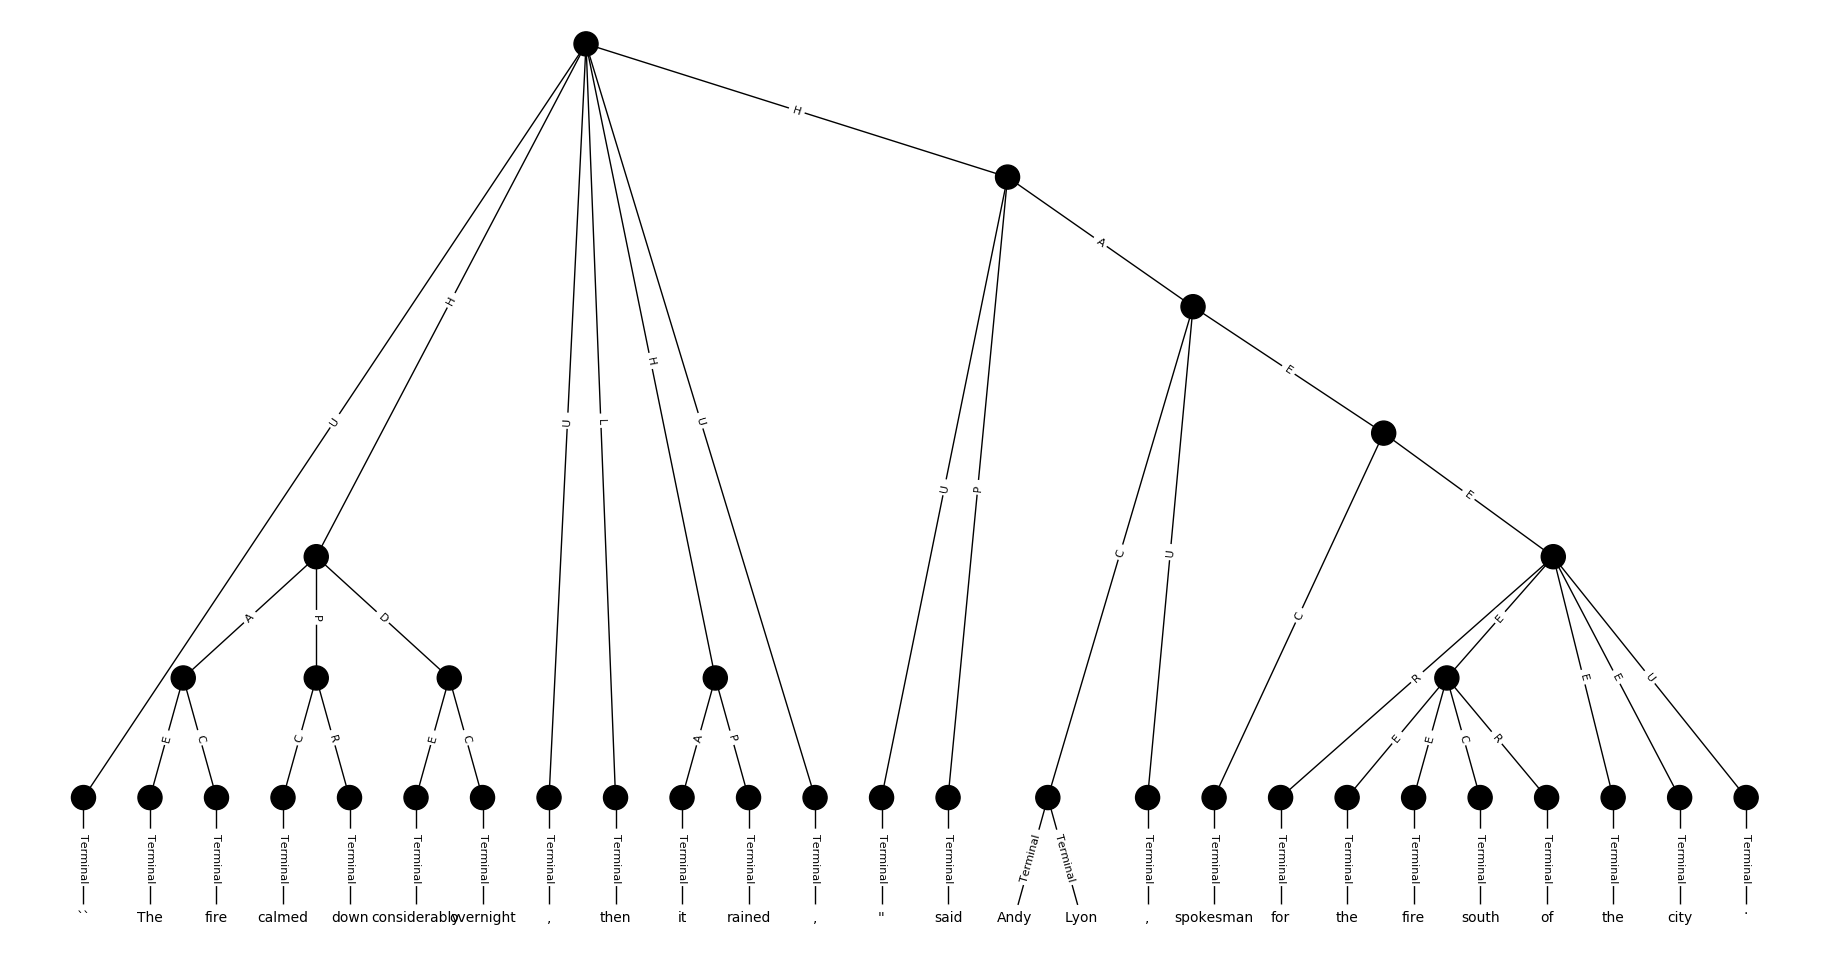 H
A
H
E
H
U
U
L
U
E
U
P
C
U
C
A
P
D
E
R
E
E
U
E
C
C
R
E
C
A
P
E
E
C
R
Terminal Terminal Terminal Terminal Terminal Terminal Terminal Terminal Terminal Terminal Terminal Terminal Terminal Terminal Terminal Terminal Terminal Terminal Terminal Terminal Terminal Terminal Terminal Terminal Terminal Terminal
`` The fire calmed down considerably overnight , then it rained , " said Andy Lyon , spokesman for the fire south of the city .